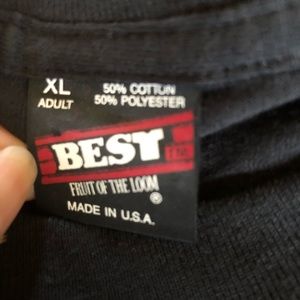 XL
ADULT
50% COTTON
50% POLYESTER
BEST
TM
FRUIT OF THE LOOM
®
MADE IN U.S.A.